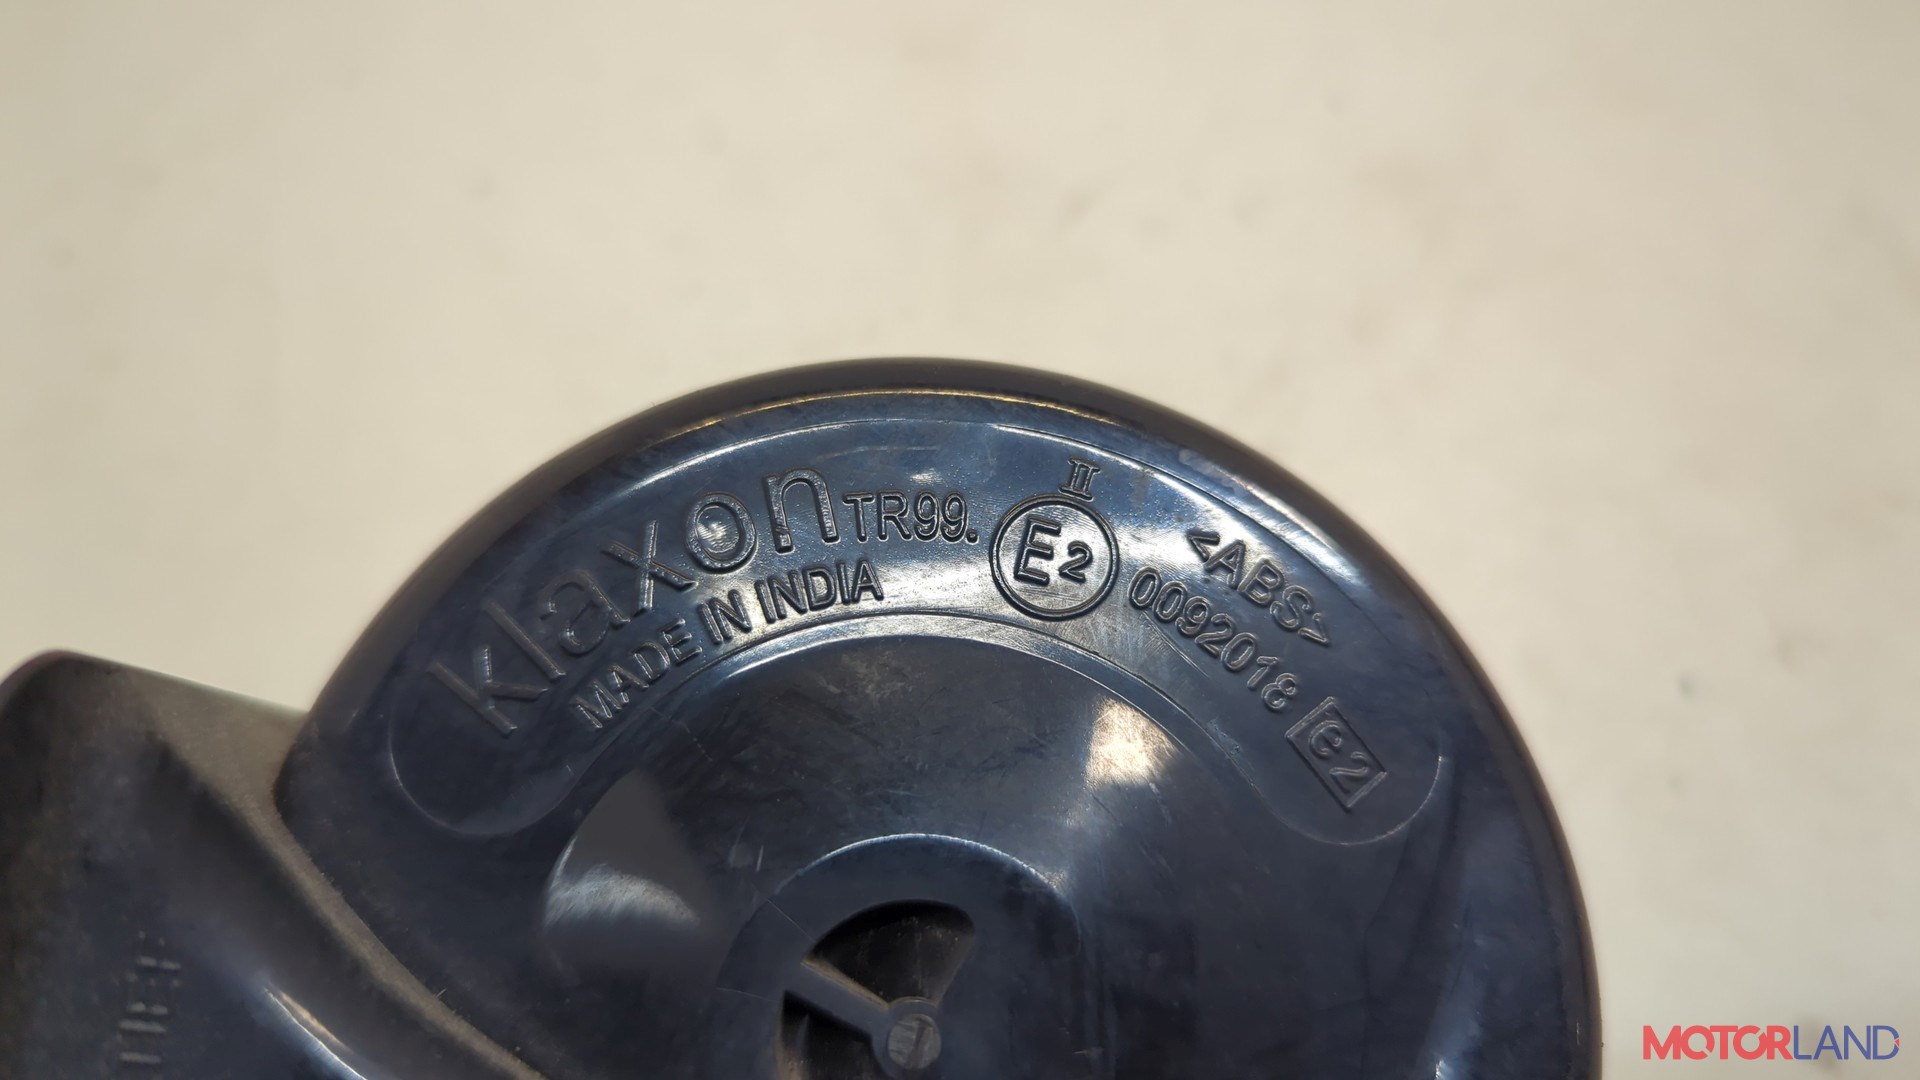 klaxon TR99.
MADE IN INDIA
II
E2
<ABS>
0092018 e2
MOTORLAND